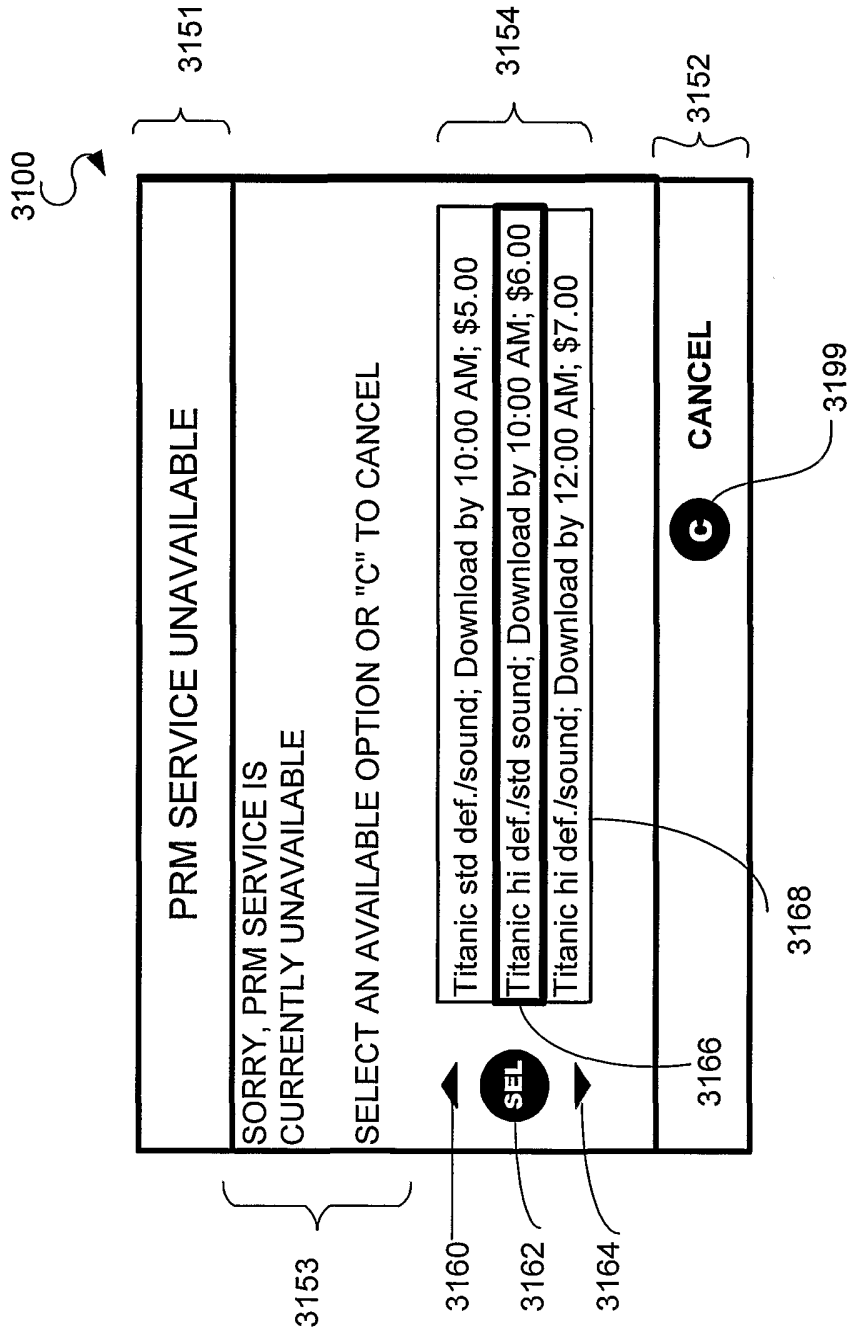 3100
3151
PRM SERVICE UNAVAILABLE
3153
SORRY, PRM SERVICE IS
CURRENTLY UNAVAILABLE
SELECT AN AVAILABLE OPTION OR "C" TO CANCEL
3154
3160
Titanic std def./sound; Download by 10:00 AM; $5.00
3162
SEL
Titanic hi def./std sound; Download by 10:00 AM; $6.00
3164
Titanic hi def./sound; Download by 12:00 AM; $7.00
3166
3168
3152
C CANCEL
3199